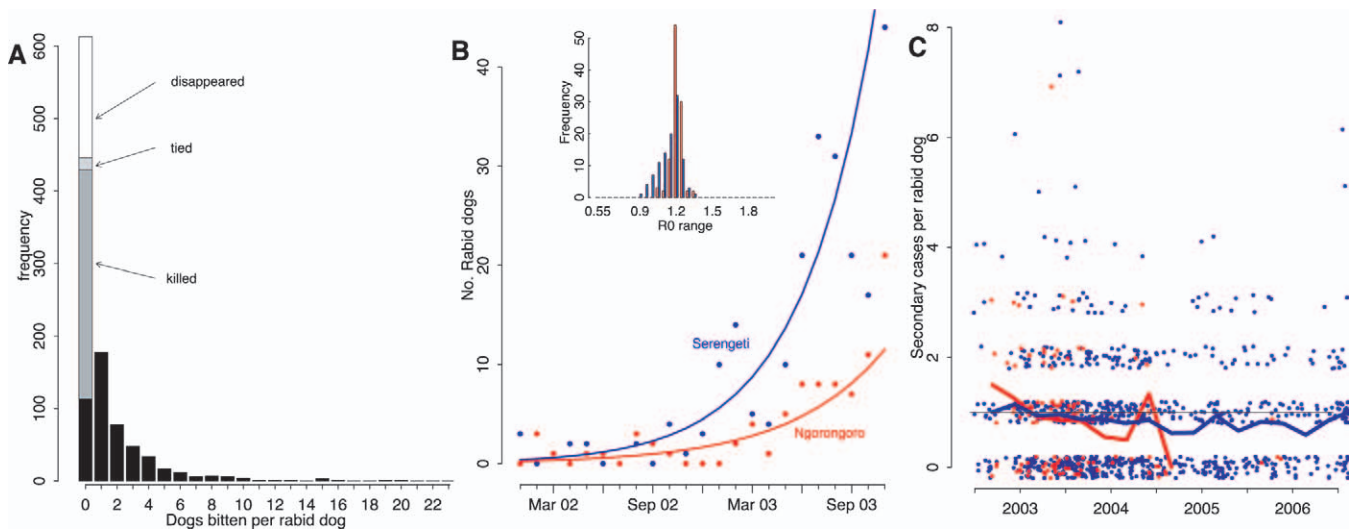 A
frequency
600
500
400
300
200
100
0
disappeared
tied
killed
0 2 4 6 8 10 12 14 16 18 20 22
Dogs bitten per rabid dog
B
No. Rabid dogs
40
30
20
10
0
Frequency
50
40
30
20
10
0
0.55 0.9 1.2 1.5 1.8
R0 range
Serengeti
Ngorongoro
Mar 02 Sep 02 Mar 03 Sep 03
C
Secondary cases per rabid dog
8
6
4
2
0
2003 2004 2005 2006